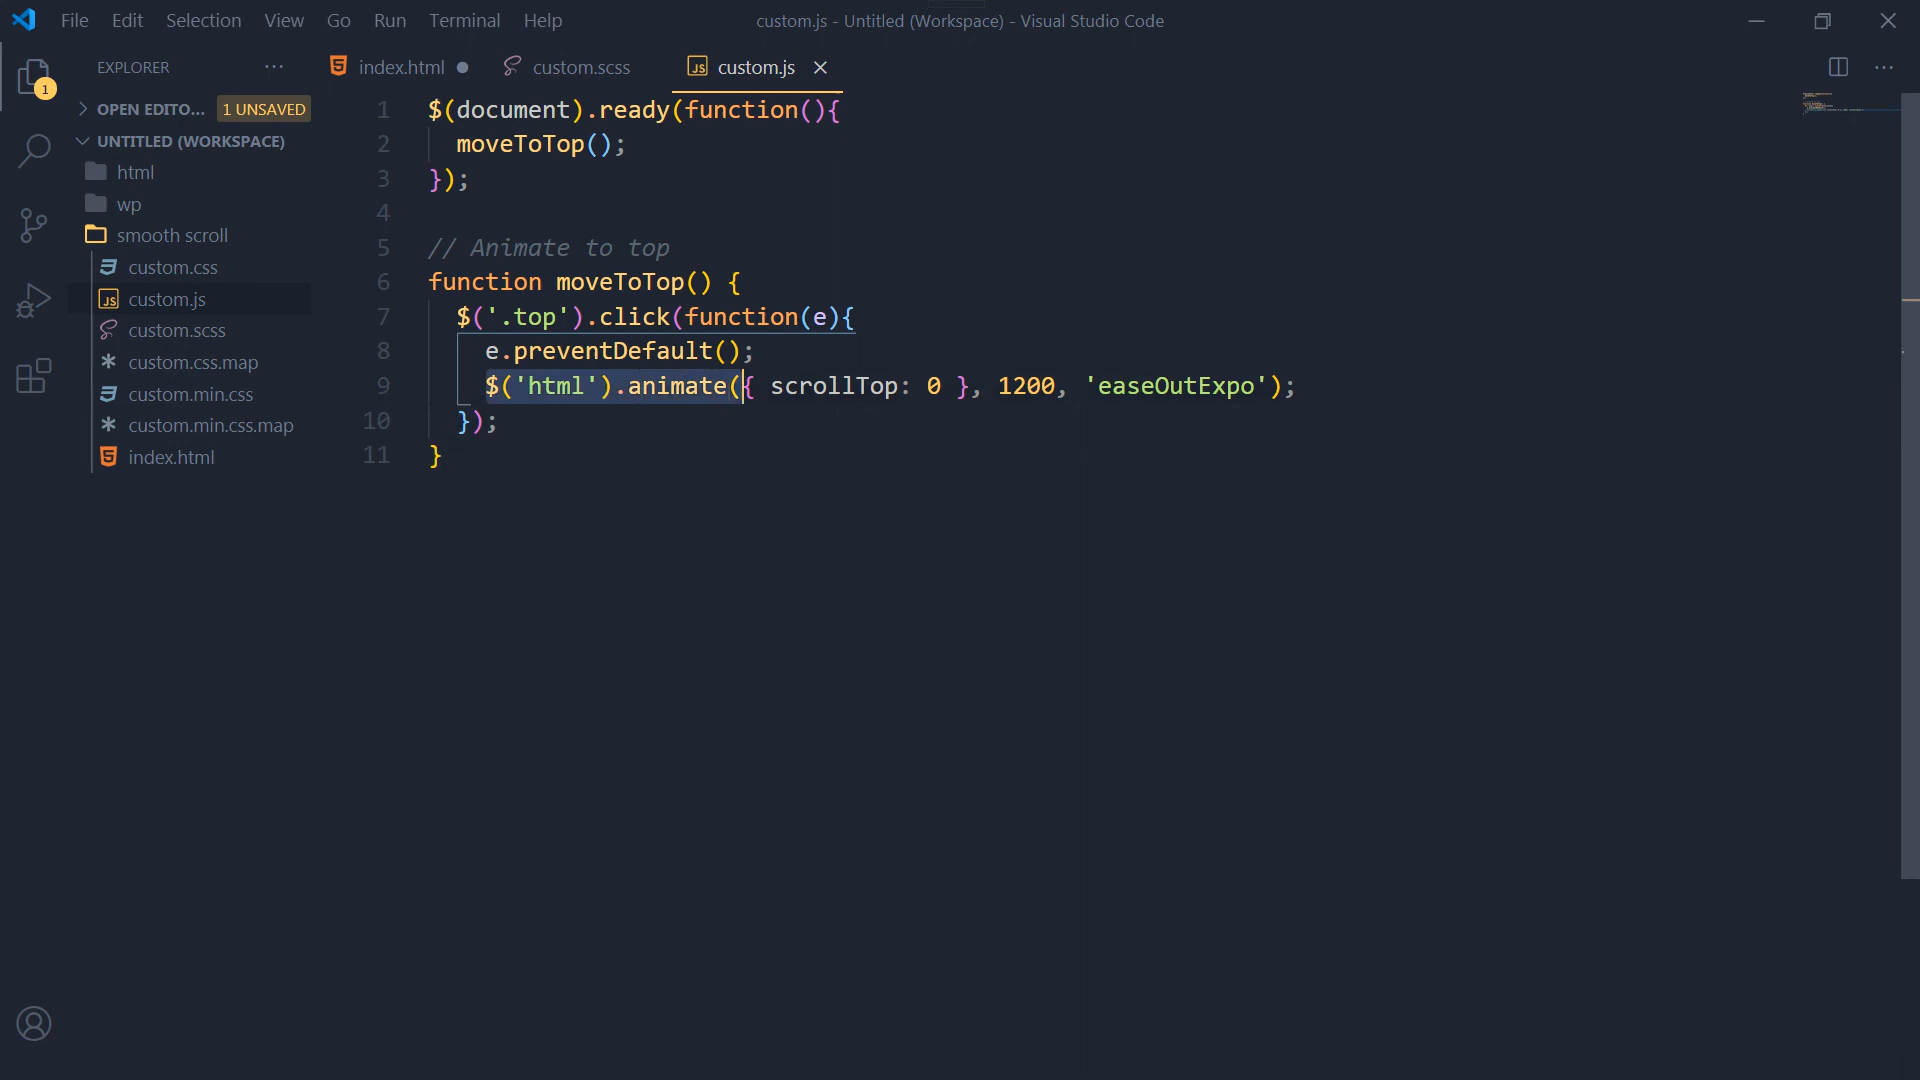 File Edit Selection View Go Run Terminal Help
custom.js - Untitled (Workspace) - Visual Studio Code
EXPLORER
index.html
custom.scss
custom.js
1
OPEN EDITO... 1 UNSAVED
UNTITLED (WORKSPACE)
html
wp
smooth scroll
custom.css
custom.js
custom.scss
custom.css.map
custom.min.css
custom.min.css.map
index.html
1 $(document).ready(function(){
2 moveToTop();
3 });
4
5 // Animate to top
6 function moveToTop() {
7 $('.top').click(function(e){
8 e.preventDefault();
9 $('html').animate({ scrollTop: 0 }, 1200, 'easeOutExpo');
10 });
11 }